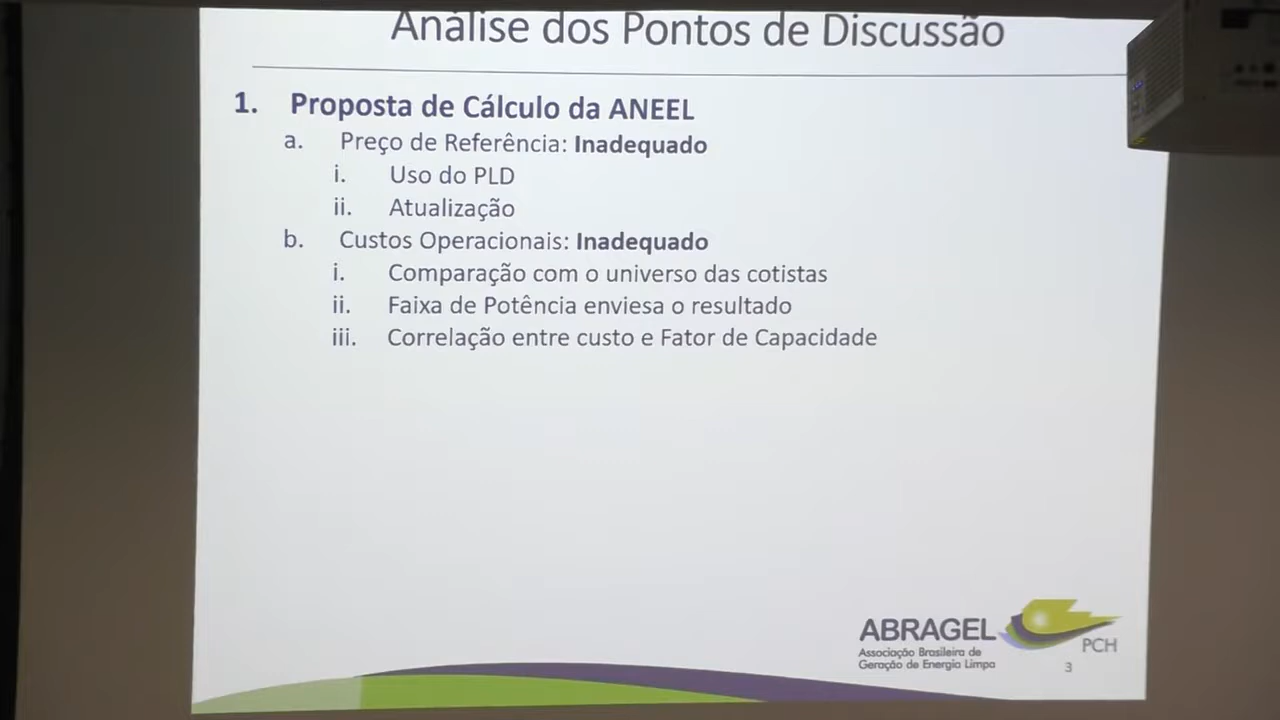 Análise dos Pontos de Discussão
1. Proposta de Cálculo da ANEEL
a. Preço de Referência: Inadequado
i. Uso do PLD
ii. Atualização
b. Custos Operacionais: Inadequado
i. Comparação com o universo das cotistas
ii. Faixa de Potência enviesa o resultado
iii. Correlação entre custo e Fator de Capacidade
ABRAGEL
Associação Brasileira de
Geração de Energia Limpa
PCH
3